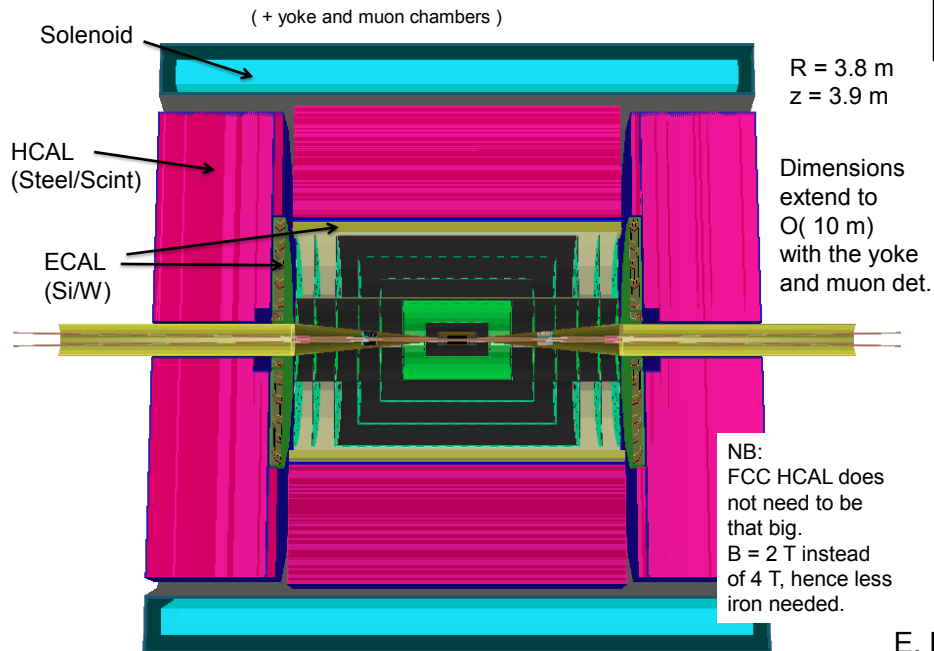 ( + yoke and muon chambers )
Solenoid
R = 3.8 m
z = 3.9 m
HCAL
(Steel/Scint)
Dimensions
extend to
O( 10 m)
with the yoke
and muon det.
ECAL
(Si/W)
NB:
FCC HCAL does
not need to be
that big.
B = 2 T instead
of 4 T, hence less
iron needed.
E.